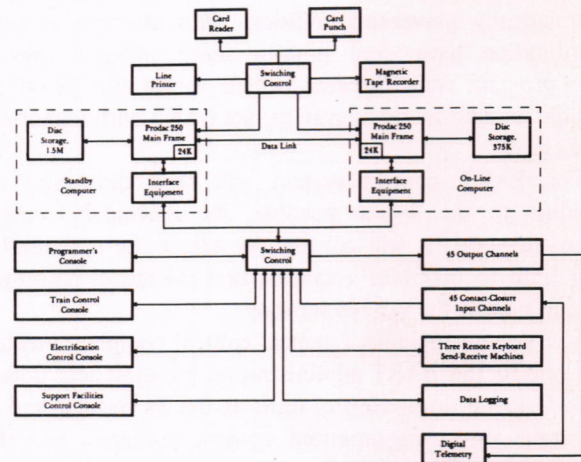 Card
Reader
Card
Punch
Line
Printer
Switching
Control
Magnetic
Tape Recorder
Disc
Storage,
1.5M
Prodac 250
Main Frame
24K
Data Link
Prodac 250
Main Frame
24K
Disc
Storage,
375K
Standby
Computer
Interface
Equipment
Interface
Equipment
On-Line
Computer
Programmer's
Console
Switching
Control
45 Output Channels
Train Control
Console
45 Contact-Closure
Input Channels
Electrification
Control Console
Three Remote Keyboard
Send-Receive Machines
Support Facilities
Control Console
Data Logging
Digital
Telemetry